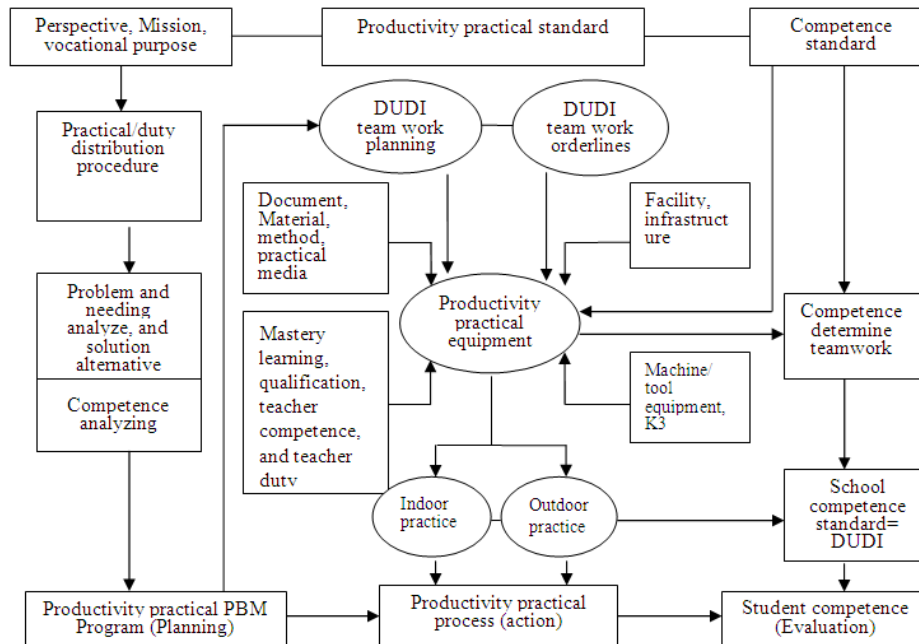 Perspective, Mission,
vocational purpose
Productivity practical standard
Competence
standard
Practical/duty
distribution
procedure
DUDI
team work
planning
DUDI
team work
orderlines
Document,
Material,
method,
practical
media
Facility,
infrastruct
ure
Problem and
needing
analyze, and
solution
alternative
Competence
analyzing
Productivity
practical
equipment
Competence
determine
teamwork
Mastery
learning,
qualification,
teacher
competence,
and teacher
duty
Machine/
tool
equipment,
K3
Indoor
practice
Outdoor
practice
School
competence
standard=
DUDI
Productivity practical PBM
Program (Planning)
Productivity practical
process (action)
Student competence
(Evaluation)